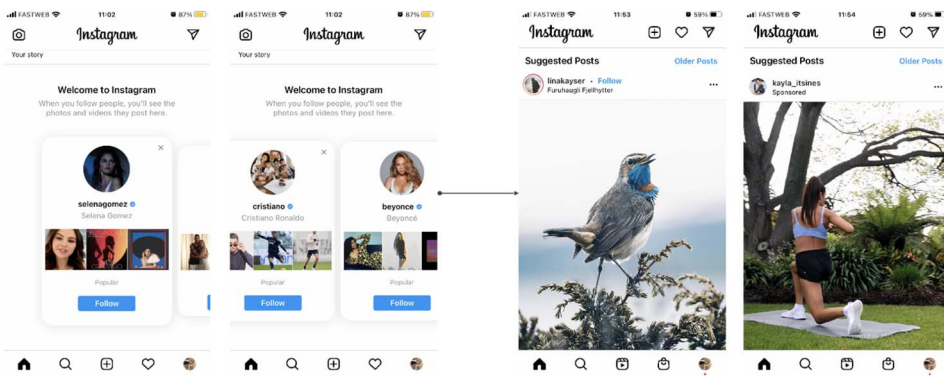 FASTWEB 11:02 87%
Instagram
Your story
Welcome to Instagram
When you follow people, you'll see the
photos and videos they post here.
selenagomez
Selena Gomez
Popular
Follow
FASTWEB 11:02 87%
Instagram
Welcome to Instagram
When you follow people, you'll see the
photos and videos they post here.
cristiano
Cristiano Ronaldo
Popular
Follow
beyonce
Beyoncé
Popular
Follow
FASTWEB 11:53 59%
Instagram
Suggested Posts Older Posts
linakayser • Follow
Furuhaugli Fjellhytter
FASTWEB 11:54 59%
Instagram
Suggested Posts Older Posts
kayla_itsines
Sponsored